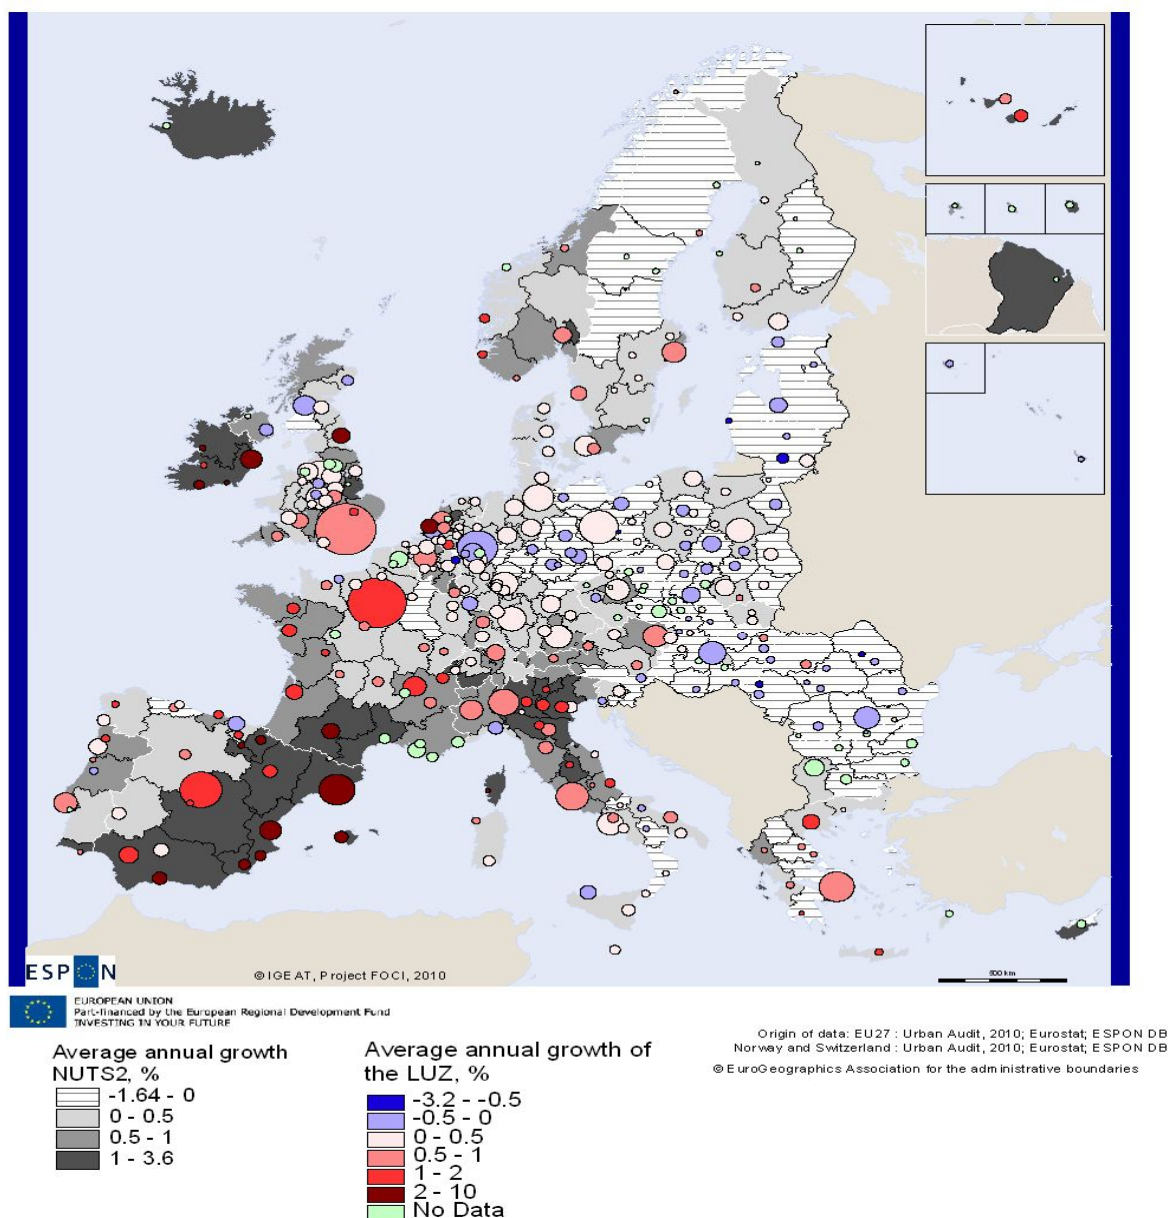 ESPON
© IGEAT, Project FOCI, 2010
500 km
EUROPEAN UNION
Part-financed by the European Regional Development Fund
INVESTING IN YOUR FUTURE
Origin of data: EU27 : Urban Audit, 2010; Eurostat; ESPON DB
Norway and Switzerland : Urban Audit, 2010; Eurostat; ESPON DB
© EuroGeographics Association for the administrative boundaries
Average annual growth
NUTS2, %
-1.64 - 0
0 - 0.5
0.5 - 1
1 - 3.6
Average annual growth of
the LUZ, %
-3.2 - -0.5
-0.5 - 0
0 - 0.5
0.5 - 1
1 - 2
2 - 10
No Data